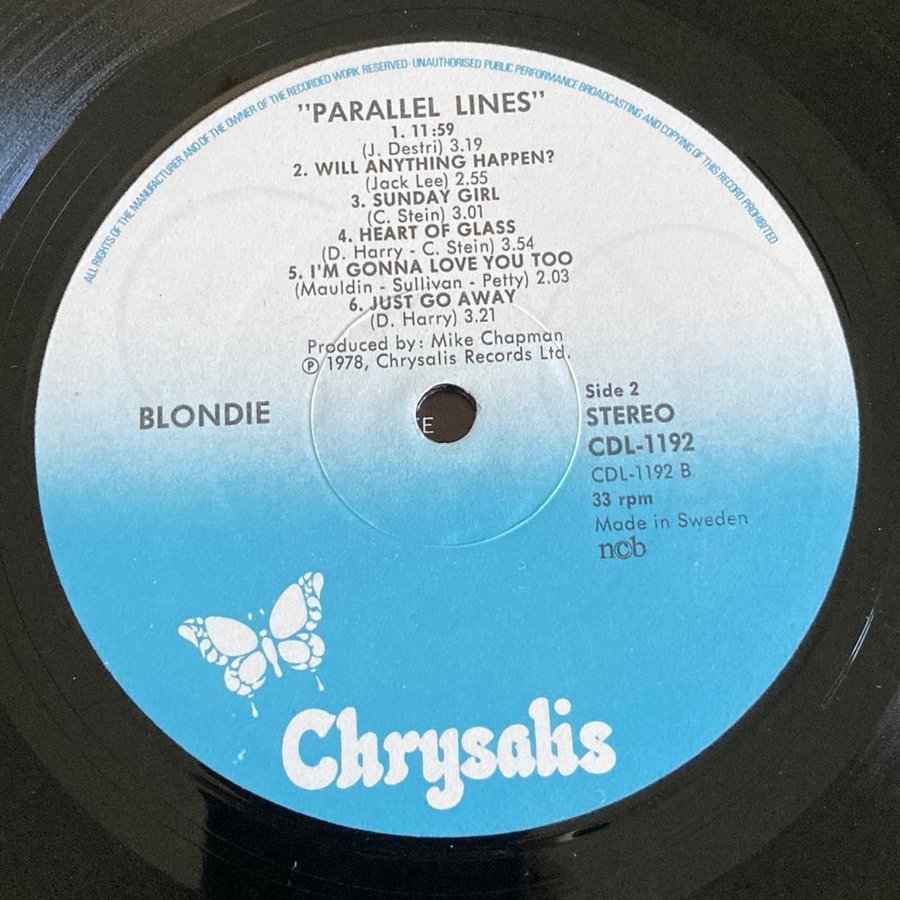 ALL RIGHTS OF THE MANUFACTURER AND OF THE OWNER OF THE RECORDED WORK RESERVED · UNAUTHORISED PUBLIC PERFORMANCE BROADCASTING AND COPYING OF THIS RECORD PROHIBITED
"PARALLEL LINES"
1. 11:59
(J. Destri) 3.19
2. WILL ANYTHING HAPPEN?
(Jack Lee) 2.55
3. SUNDAY GIRL
(C. Stein) 3.01
4. HEART OF GLASS
(D. Harry - C. Stein) 3.54
5. I'M GONNA LOVE YOU TOO
(Mauldin - Sullivan - Petty) 2.03
6. JUST GO AWAY
(D. Harry) 3.21
Produced by: Mike Chapman
℗ 1978, Chrysalis Records Ltd.
BLONDIE
E
Side 2
STEREO
CDL-1192
CDL-1192 B
33 rpm
Made in Sweden
ncb
Chrysalis